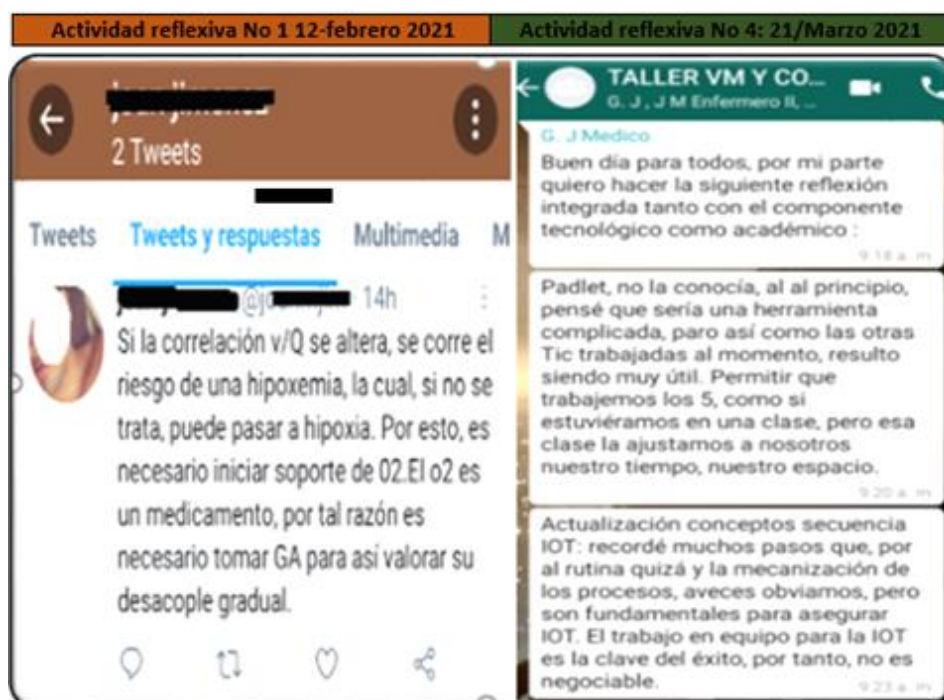 Actividad reflexiva No 1 12-febrero 2021
Actividad reflexiva No 4: 21/Marzo 2021
2 Tweets
Tweets Tweets y respuestas Multimedia M
14h
Si la correlación v/Q se altera, se corre el
riesgo de una hipoxemia, la cual, si no se
trata, puede pasar a hipoxia. Por esto, es
necesario iniciar soporte de 02.El o2 es
un medicamento, por tal razón es
necesario tomar GA para así valorar su
desacople gradual.
TALLER VM Y CO...
G. J , J M Enfermero II, ...
G. J Medico
Buen día para todos, por mi parte
quiero hacer la siguiente reflexión
integrada tanto con el componente
tecnológico como académico :
9:18 a. m
Padlet, no la conocía, al al principio,
pensé que sería una herramienta
complicada, paro así como las otras
Tic trabajadas al momento, resulto
siendo muy útil. Permitir que
trabajemos los 5, como si
estuviéramos en una clase, pero esa
clase la ajustamos a nosotros
nuestro tiempo, nuestro espacio.
9:20 a. m
Actualización conceptos secuencia
IOT: recordé muchos pasos que, por
al rutina quizá y la mecanización de
los procesos, aveces obviamos, pero
son fundamentales para asegurar
IOT. El trabajo en equipo para la IOT
es la clave del éxito, por tanto, no es
negociable.
9:23 a. m